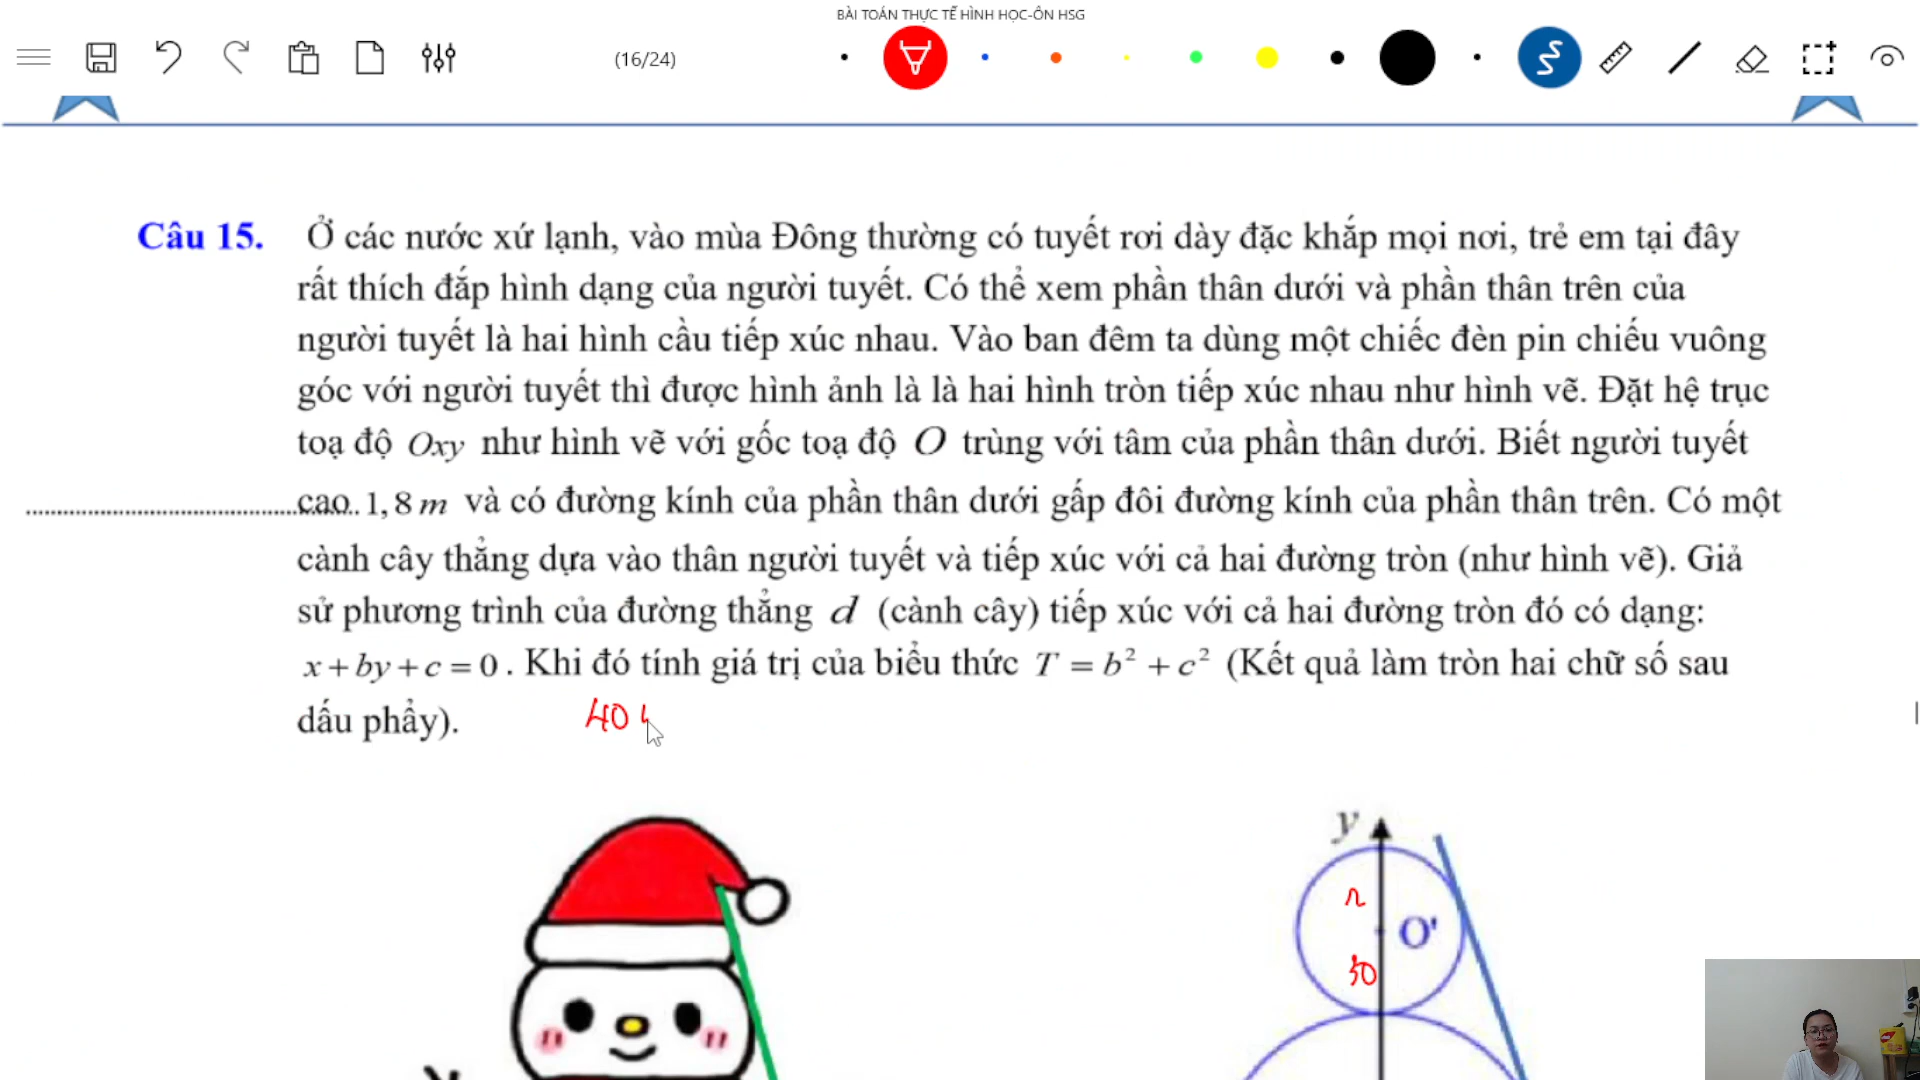 BÀI TOÁN THỰC TẾ HÌNH HỌC-ÔN HSG
(16/24)
Câu 15. Ở các nước xứ lạnh, vào mùa Đông thường có tuyết rơi dày đặc khắp mọi nơi, trẻ em tại đây
rất thích đắp hình dạng của người tuyết. Có thể xem phần thân dưới và phần thân trên của
người tuyết là hai hình cầu tiếp xúc nhau. Vào ban đêm ta dùng một chiếc đèn pin chiếu vuông
góc với người tuyết thì được hình ảnh là là hai hình tròn tiếp xúc nhau như hình vẽ. Đặt hệ trục
toạ độ Oxy như hình vẽ với gốc toạ độ O trùng với tâm của phần thân dưới. Biết người tuyết
cao 1,8 m và có đường kính của phần thân dưới gấp đôi đường kính của phần thân trên. Có một
cành cây thẳng dựa vào thân người tuyết và tiếp xúc với cả hai đường tròn (như hình vẽ). Giả
sử phương trình của đường thẳng d (cành cây) tiếp xúc với cả hai đường tròn đó có dạng:
x + by + c = 0. Khi đó tính giá trị của biểu thức T = b² + c² (Kết quả làm tròn hai chữ số sau
dấu phẩy).
40
y
r
O'
30